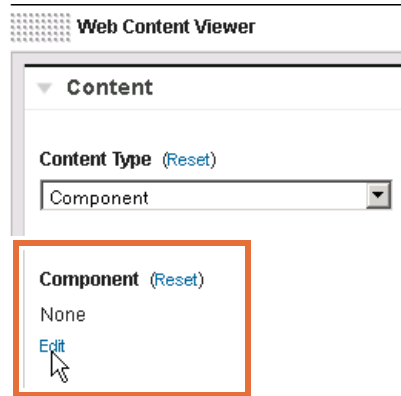 Web Content Viewer
Content
Content Type (Reset)
Component
Component (Reset)
None
Edit